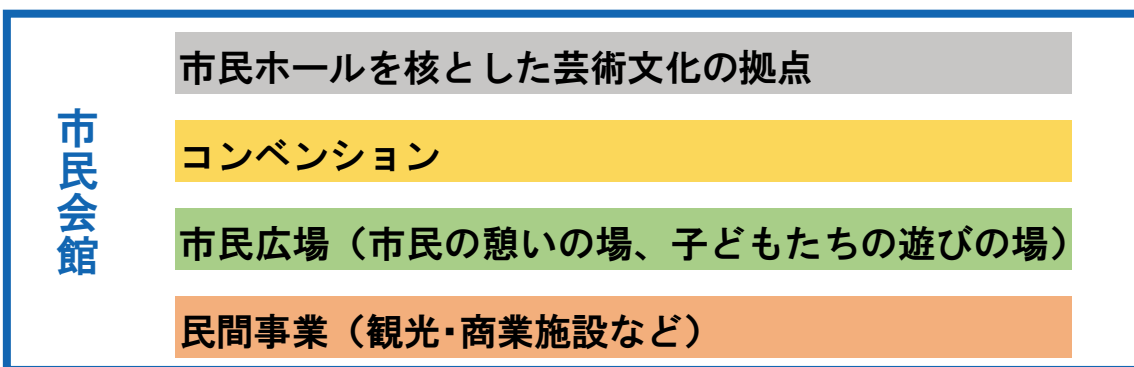 市民会館
市民ホールを核とした芸術文化の拠点
コンベンション
市民広場（市民の憩いの場、子どもたちの遊びの場）
民間事業（観光・商業施設など）